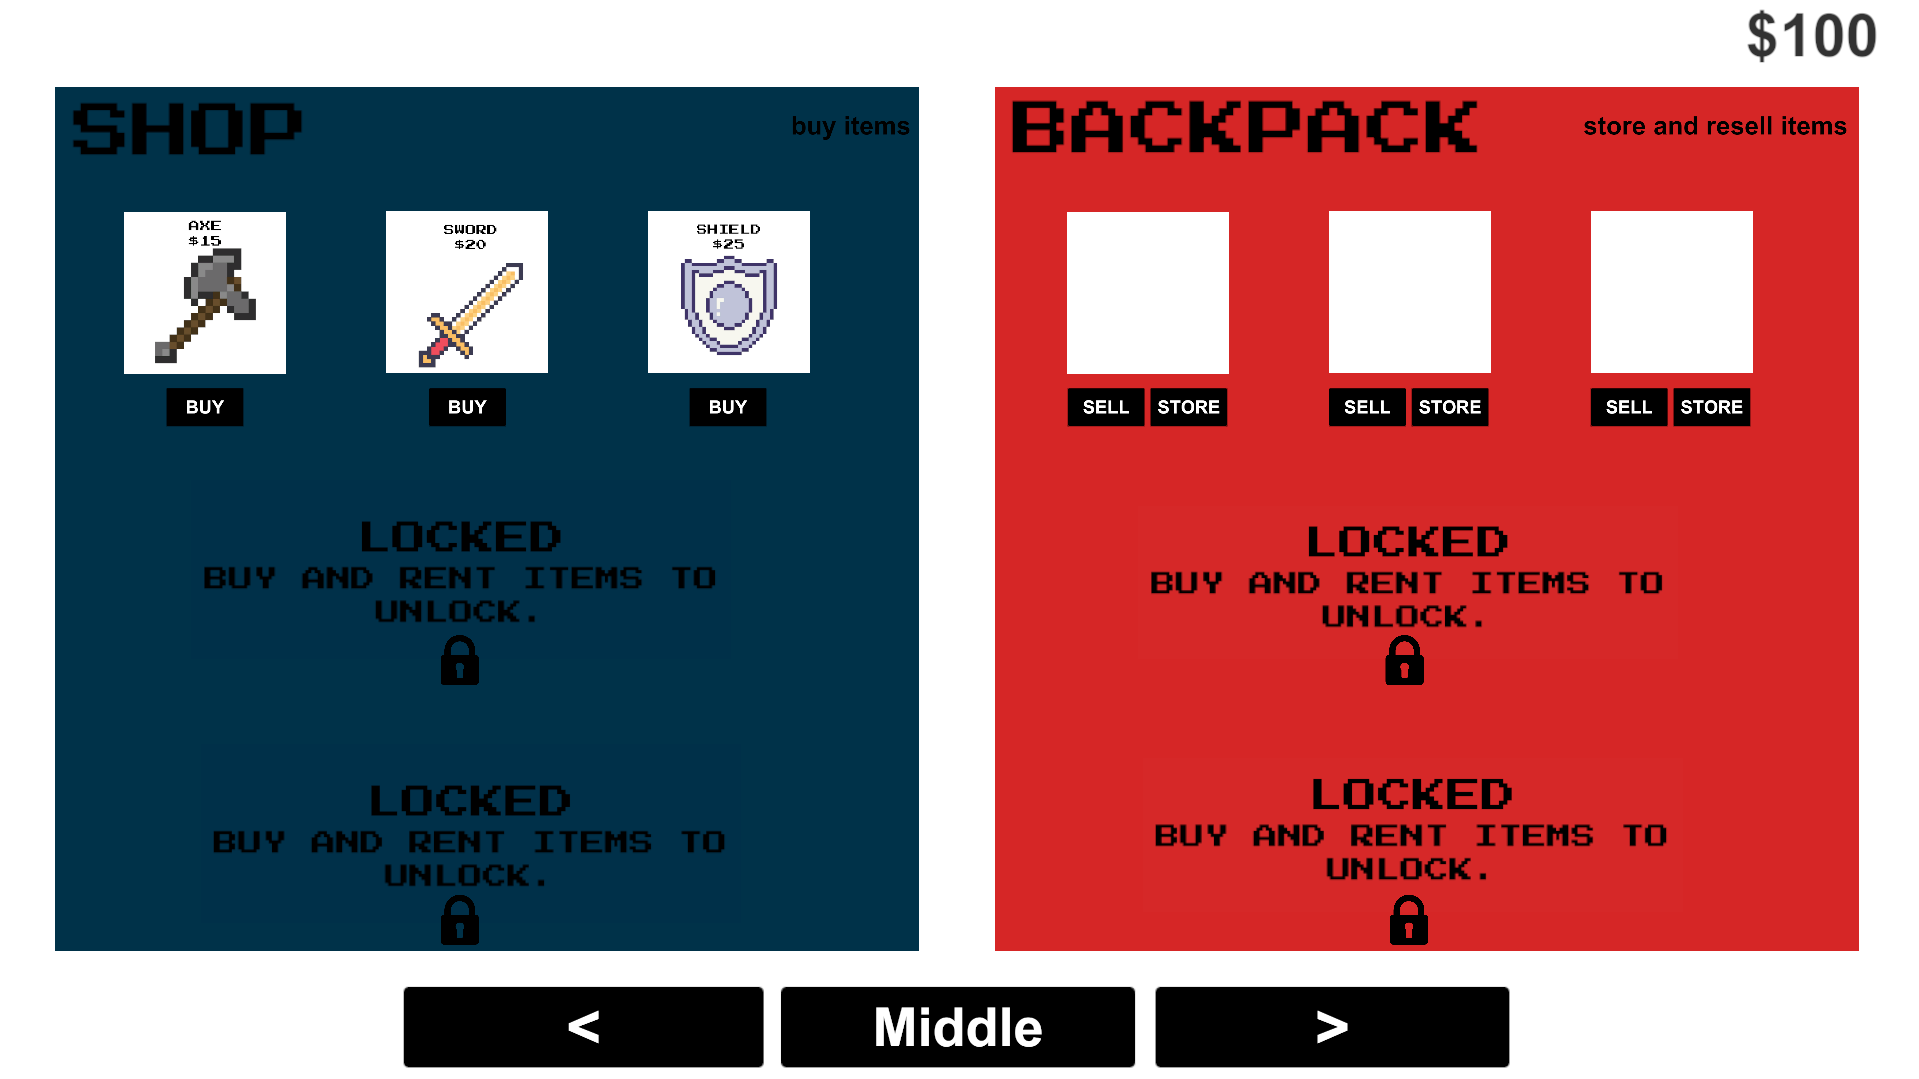 $100
SHOP
buy items
AXE
$15
SWORD
$20
SHIELD
$25
BUY
BUY
BUY
LOCKED
BUY AND RENT ITEMS TO
UNLOCK.
LOCKED
BUY AND RENT ITEMS TO
UNLOCK.
BACKPACK
store and resell items
SELL STORE
SELL STORE
SELL STORE
LOCKED
BUY AND RENT ITEMS TO
UNLOCK.
LOCKED
BUY AND RENT ITEMS TO
UNLOCK.
<
Middle
>